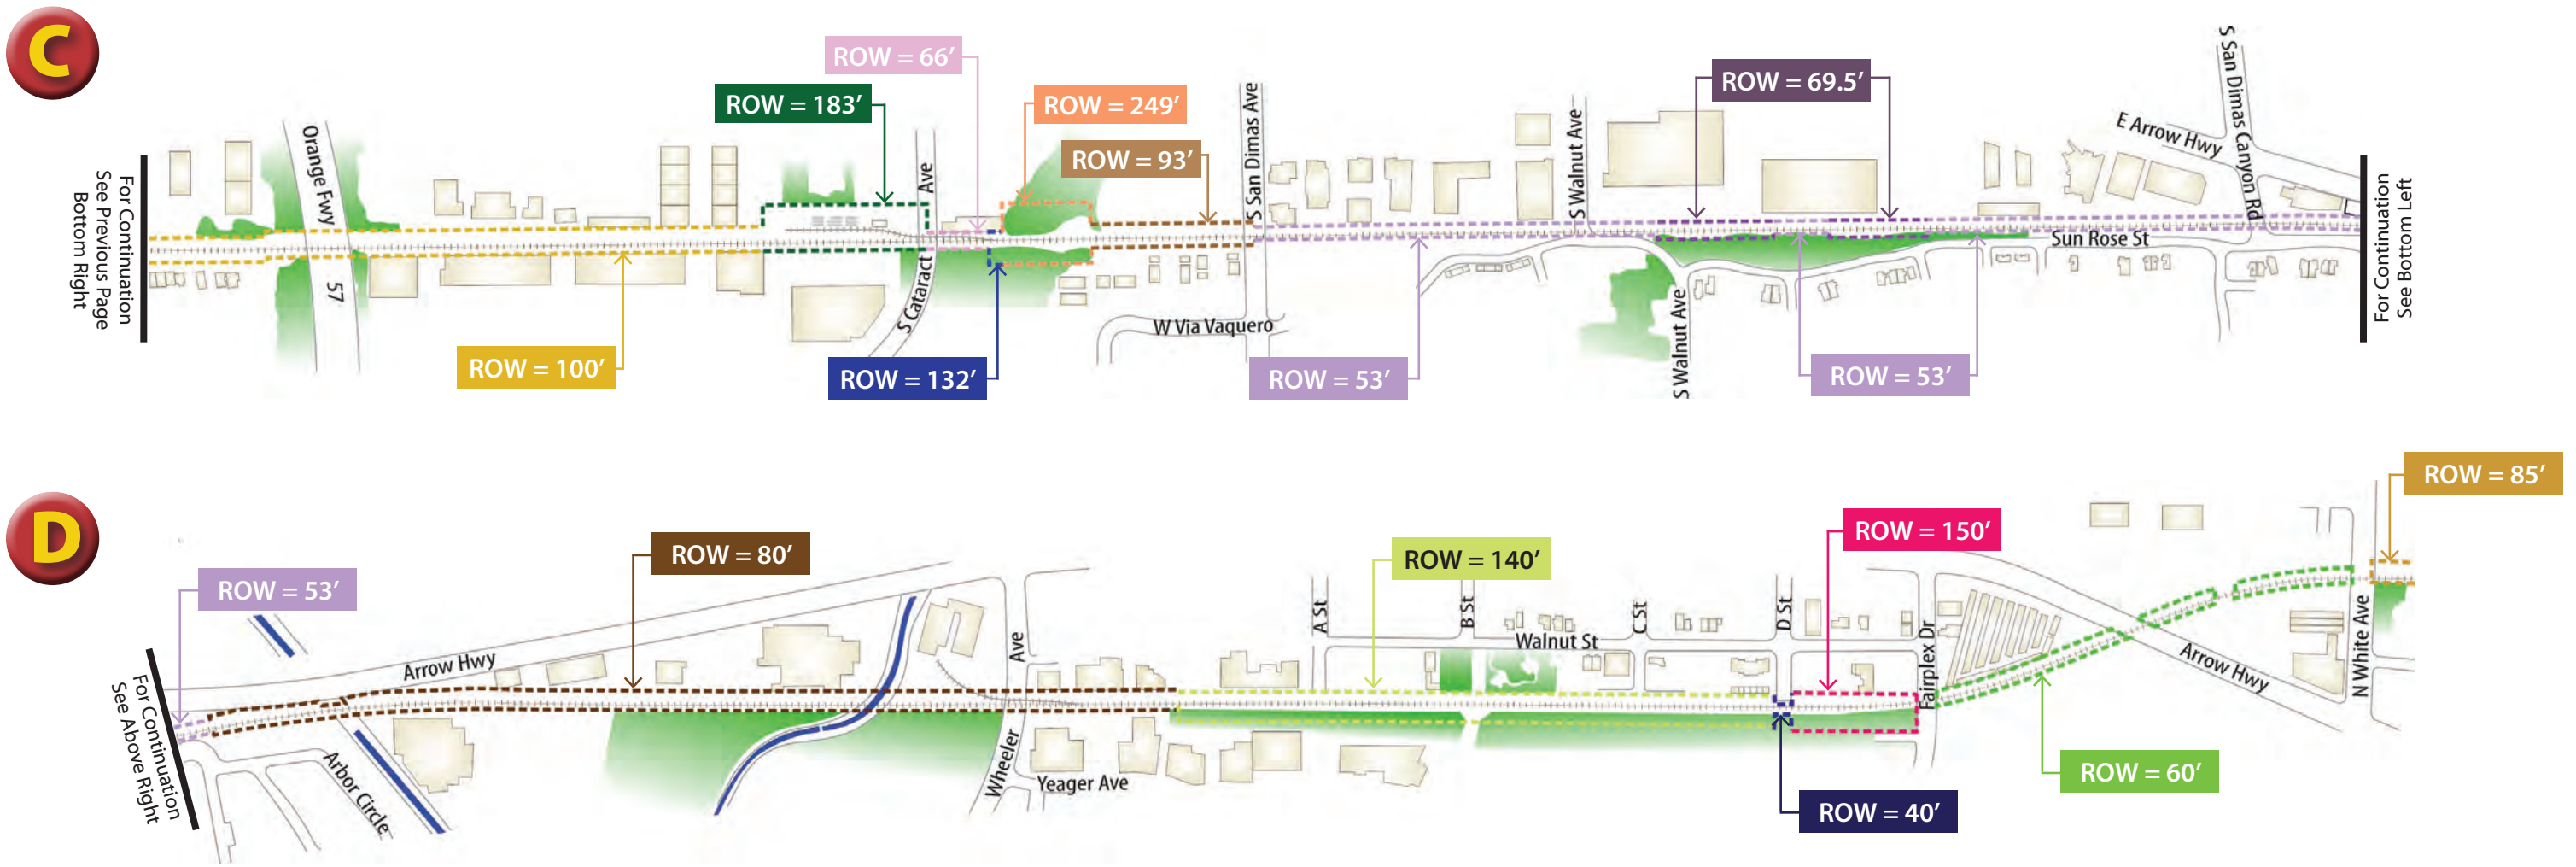 C
For Continuation
See Previous Page
Bottom Right
Orange Fwy
57
ROW = 100’
ROW = 183’
ROW = 66’
S Cataract
Ave
ROW = 132’
ROW = 249’
ROW = 93’
W Via Vaquero
S San Dimas Ave
ROW = 53’
S Walnut Ave
S Walnut Ave
ROW = 69.5’
ROW = 53’
Sun Rose St
E Arrow Hwy
S San Dimas Canyon Rd
For Continuation
See Bottom Left
D
For Continuation
See Above Right
ROW = 53’
Arrow Hwy
Arbor Circle
ROW = 80’
Wheeler
Ave
Yeager Ave
A St
ROW = 140’
B St
Walnut St
C St
D St
ROW = 150’
ROW = 40’
Fairplex Dr
ROW = 60’
Arrow Hwy
N White Ave
ROW = 85’